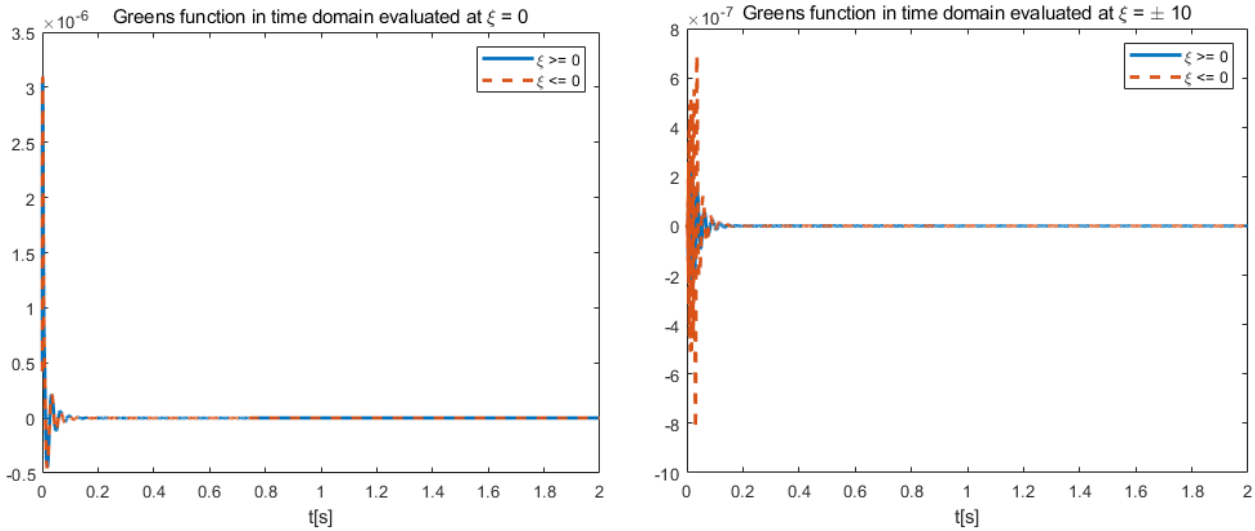 Greens function in time domain evaluated at ξ = 0
×10⁻⁶
3.5
3
2.5
2
1.5
1
0.5
0
-0.5
0 0.2 0.4 0.6 0.8 1 1.2 1.4 1.6 1.8 2
t[s]
ξ >= 0
ξ <= 0
Greens function in time domain evaluated at ξ = ± 10
×10⁻⁷
8
6
4
2
0
-2
-4
-6
-8
-10
0 0.2 0.4 0.6 0.8 1 1.2 1.4 1.6 1.8 2
t[s]
ξ >= 0
ξ <= 0